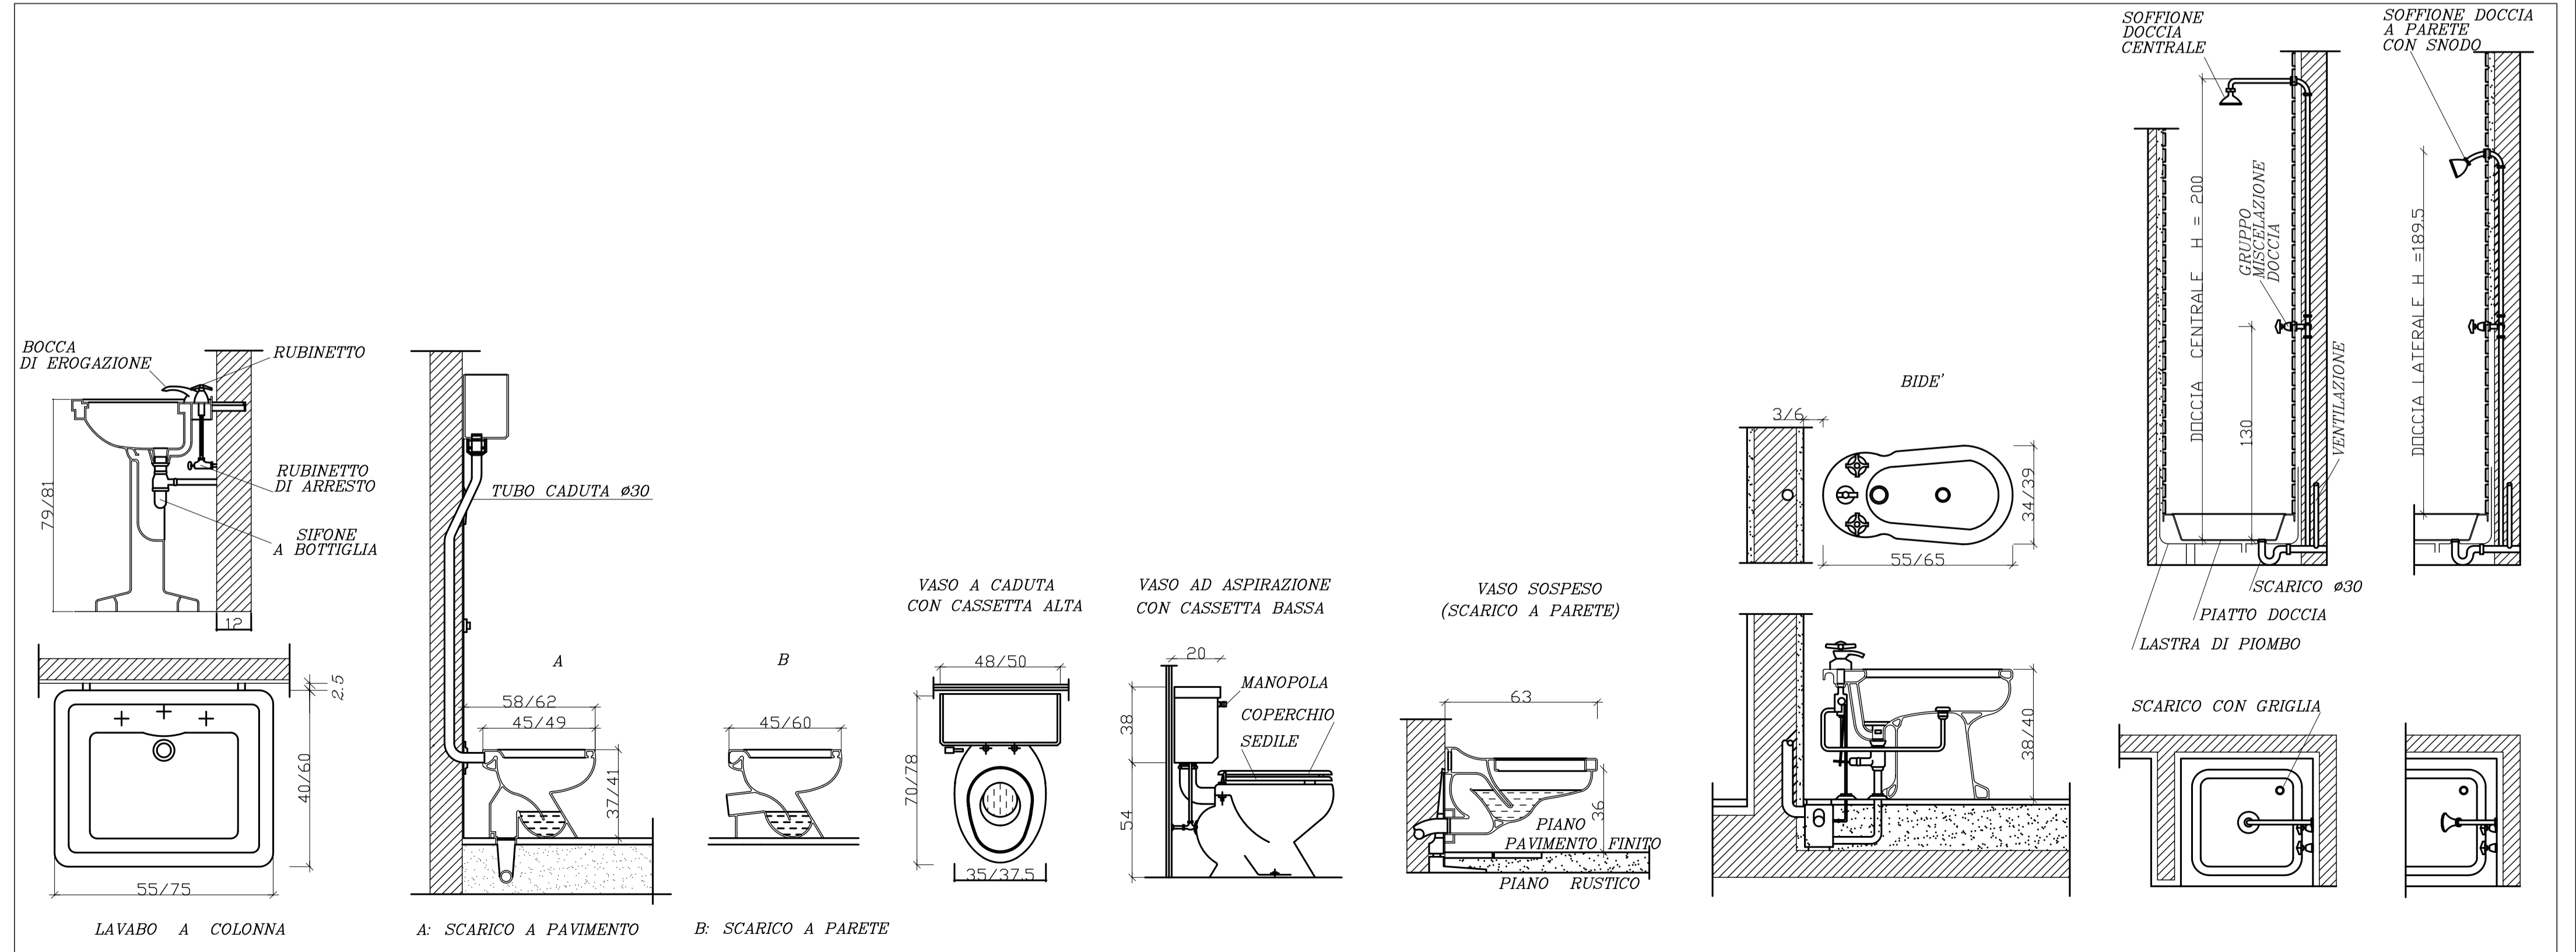 BOCCA
DI EROGAZIONE
RUBINETTO
79/81
RUBINETTO
DI ARRESTO
SIFONE
A BOTTIGLIA
12
2.5
40/60
55/75
LAVABO A COLONNA
TUBO CADUTA ø30
A
58/62
45/49
37/41
A: SCARICO A PAVIMENTO
B
45/60
B: SCARICO A PARETE
VASO A CADUTA
CON CASSETTA ALTA
48/50
70/78
35/37.5
VASO AD ASPIRAZIONE
CON CASSETTA BASSA
20
MANOPOLA
38
COPERCHIO
SEDILE
54
VASO SOSPESO
(SCARICO A PARETE)
63
36
PIANO
PAVIMENTO FINITO
PIANO RUSTICO
BIDE'
3/6
34/39
55/65
38/40
SOFFIONE
DOCCIA
CENTRALE
DOCCIA CENTRALE H = 200
GRUPPO
MISCELAZIONE
DOCCIA
130
VENTILAZIONE
SCARICO ø30
PIATTO DOCCIA
LASTRA DI PIOMBO
SCARICO CON GRIGLIA
SOFFIONE DOCCIA
A PARETE
CON SNODO
DOCCIA LATERALE H =189.5